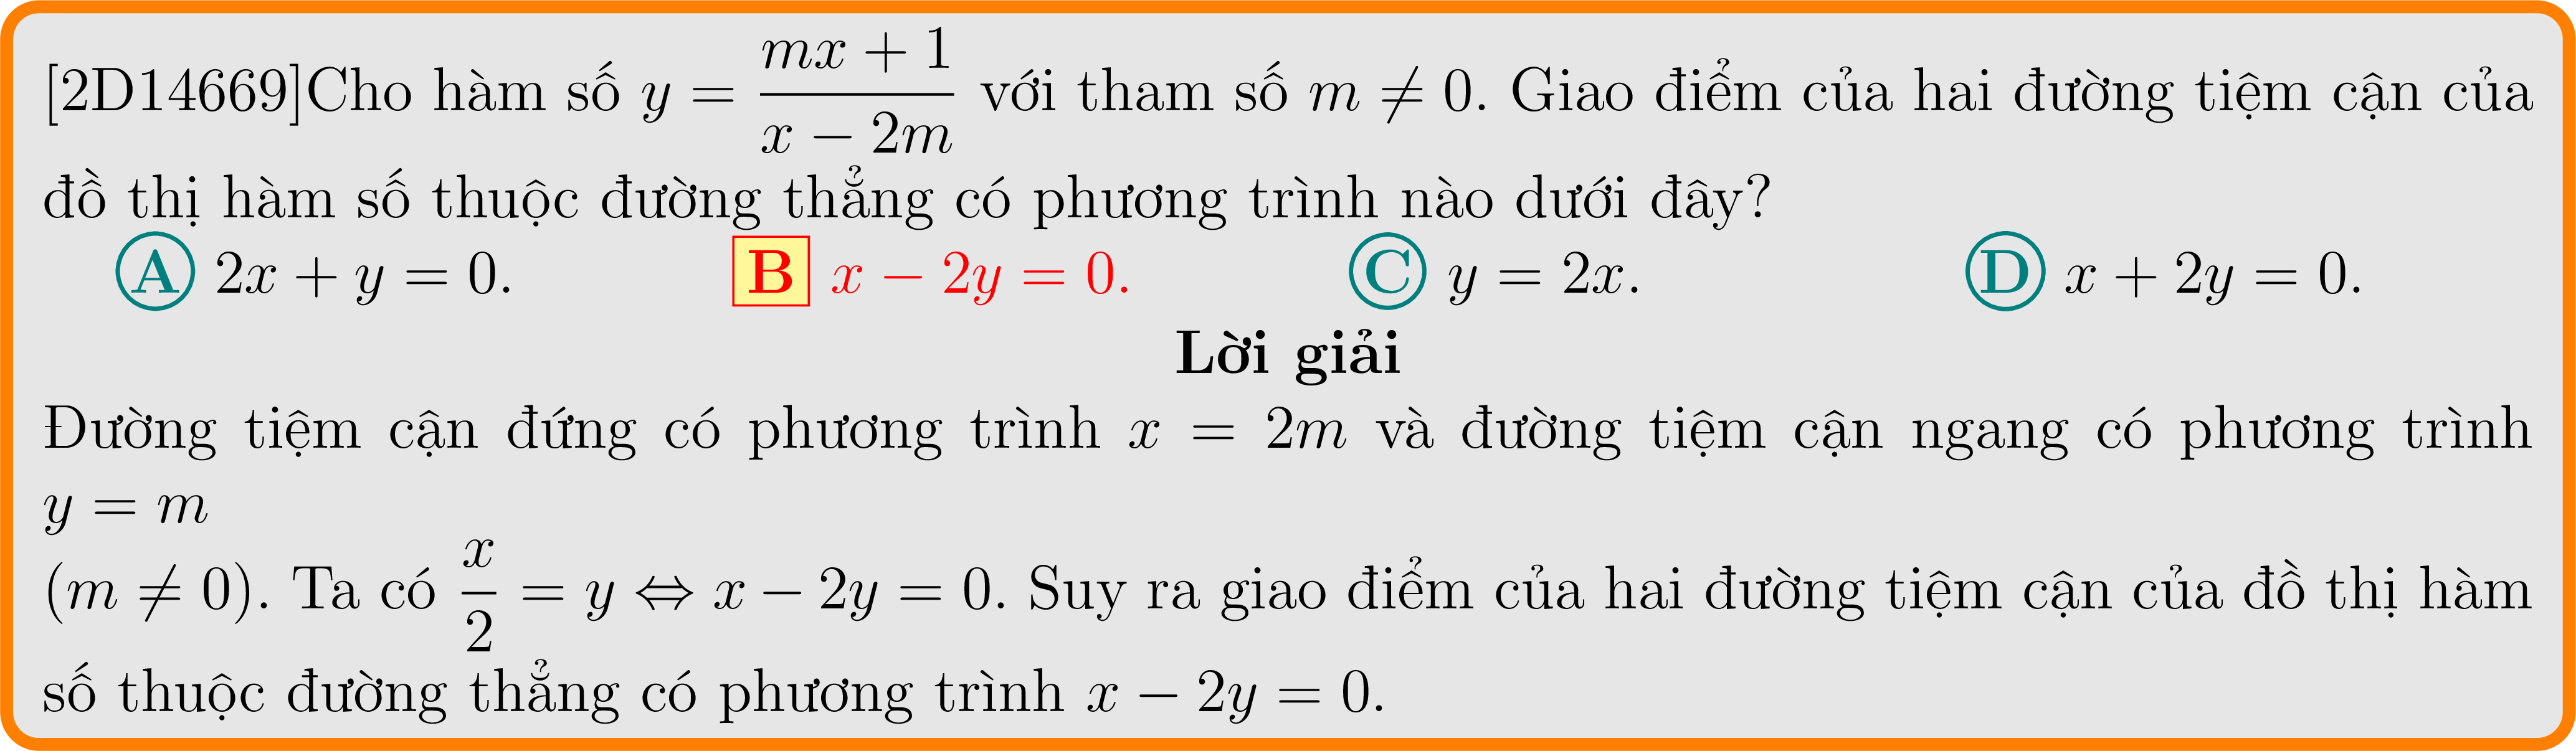 [2D14669]Cho hàm số $y = \dfrac{mx + 1}{x - 2m}$ với tham số $m \neq 0$. Giao điểm của hai đường tiệm cận của
đồ thị hàm số thuộc đường thẳng có phương trình nào dưới đây?
A $2x + y = 0$. B $x - 2y = 0$. C $y = 2x$. D $x + 2y = 0$.
Lời giải
Đường tiệm cận đứng có phương trình $x = 2m$ và đường tiệm cận ngang có phương trình
$y = m$
$(m \neq 0)$. Ta có $\dfrac{x}{2} = y \Leftrightarrow x - 2y = 0$. Suy ra giao điểm của hai đường tiệm cận của đồ thị hàm
số thuộc đường thẳng có phương trình $x - 2y = 0$.